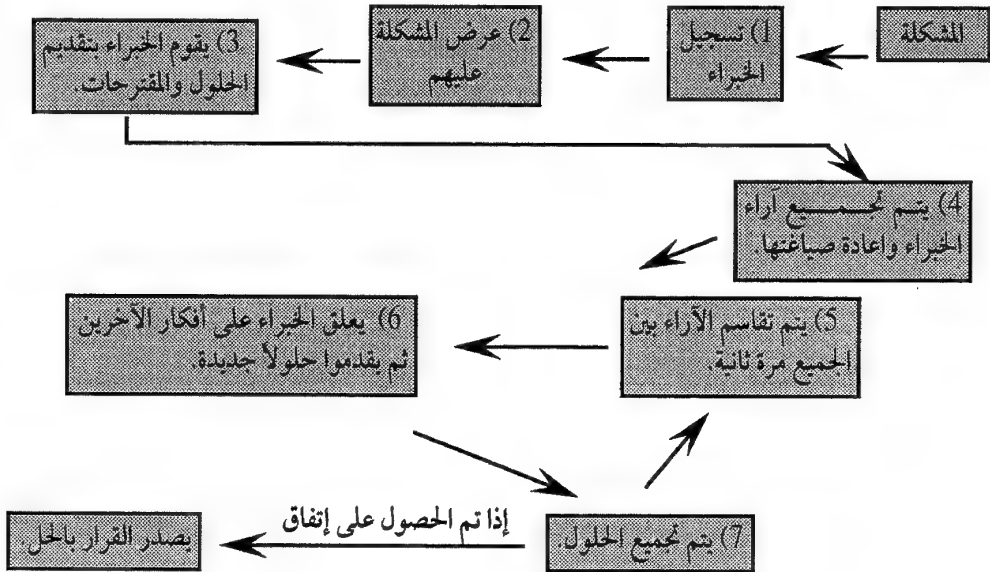 المشكلة
1) تسجيل
الخبراء
2) عرض المشكلة
عليهم
3) يقوم الخبراء بتقديم
الحلول والمقترحات.
4) يتم تجميع آراء
الخبراء واعادة صياغتها.
5) يتم تقاسم الآراء بين
الجميع مرة ثانية.
6) يعلق الخبراء على أفكار الآخرين
ثم يقدموا حلولاً جديدة.
7) يتم تجميع الحلول.
إذا تم الحصول على إتفاق
يصدر القرار بالحل.